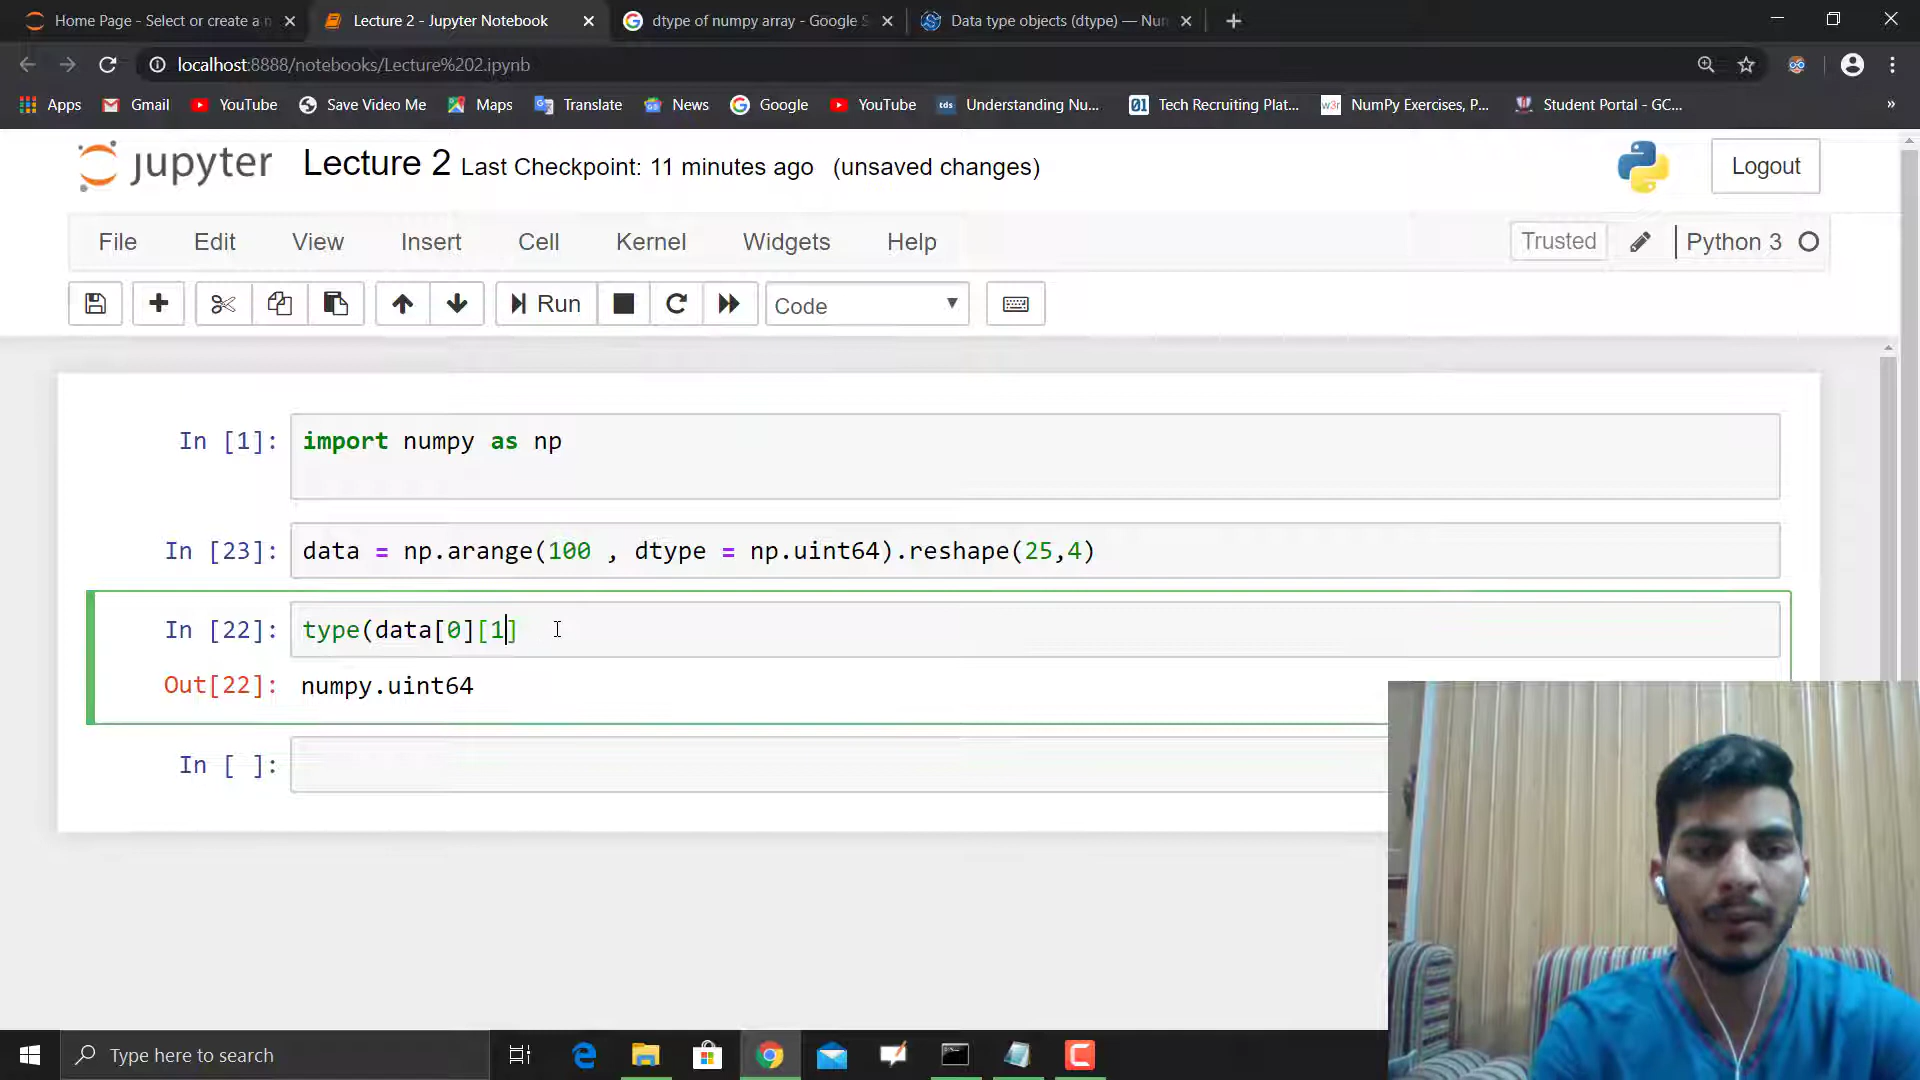 Home Page - Select or create a n
Lecture 2 - Jupyter Notebook
dtype of numpy array - Google S
Data type objects (dtype) — Nun
localhost:8888/notebooks/Lecture%202.ipynb
Apps
Gmail
YouTube
Save Video Me
Maps
Translate
News
Google
YouTube
tds Understanding Nu...
01 Tech Recruiting Plat...
w3r NumPy Exercises, P...
Student Portal - GC...
»
jupyter Lecture 2 Last Checkpoint: 11 minutes ago (unsaved changes)
Logout
File Edit View Insert Cell Kernel Widgets Help
Trusted
Python 3
Run
Code
In [1]: import numpy as np
In [23]: data = np.arange(100 , dtype = np.uint64).reshape(25,4)
In [22]: type(data[0][1]
Out[22]: numpy.uint64
In [ ]:
Type here to search